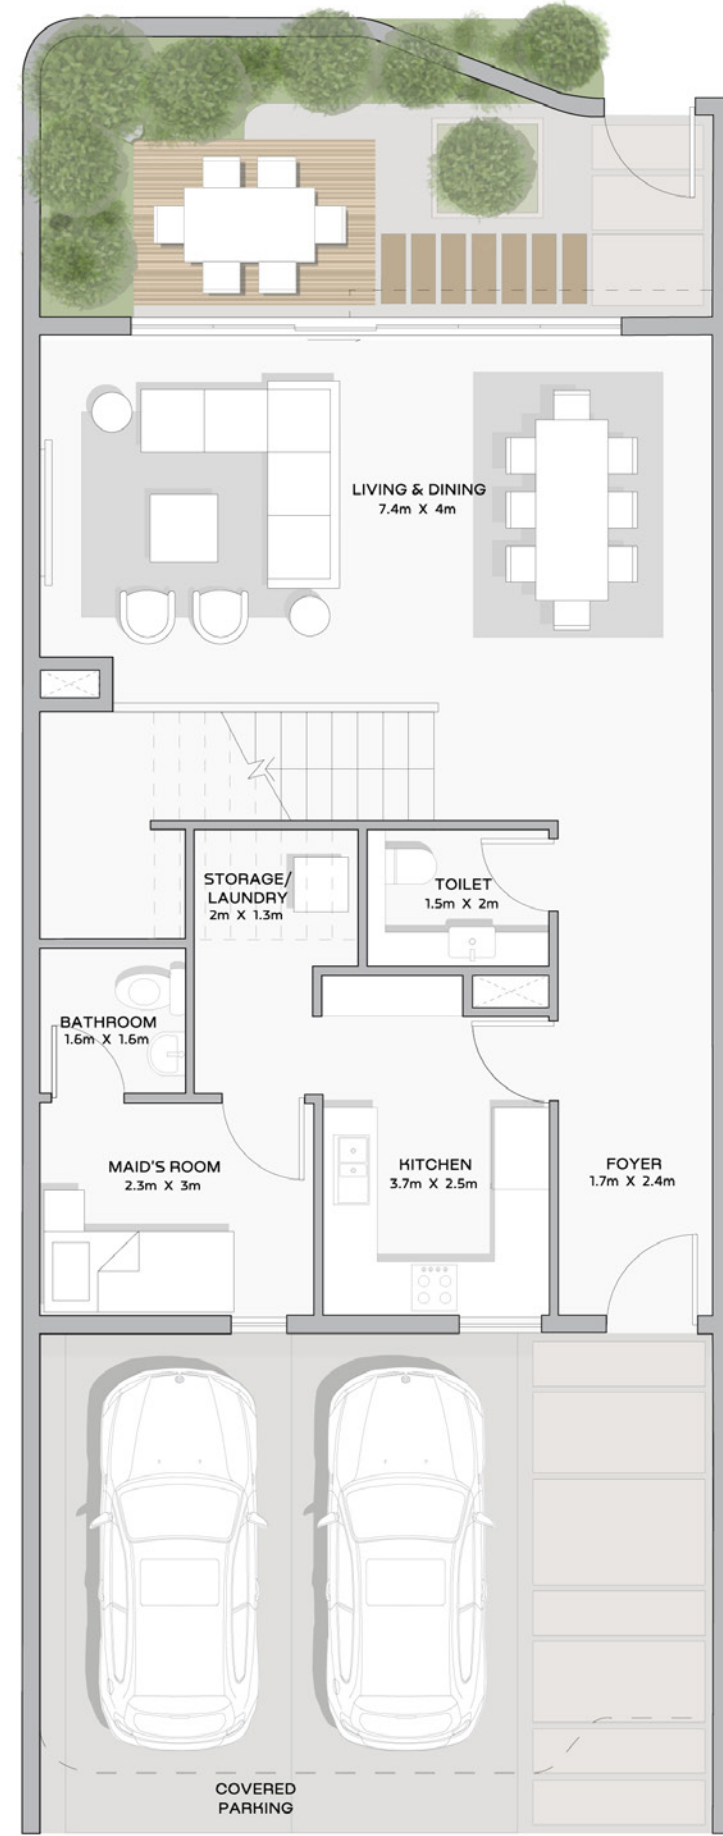 LIVING & DINING
7.4m X 4m
STORAGE/
LAUNDRY
2m X 1.3m
TOILET
1.5m X 2m
BATHROOM
1.6m X 1.6m
MAID'S ROOM
2.3m X 3m
KITCHEN
3.7m X 2.5m
FOYER
1.7m X 2.4m
COVERED
PARKING